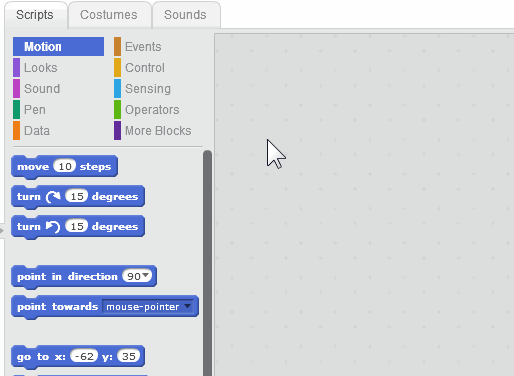 Scripts Costumes Sounds
Motion Events
Looks Control
Sound Sensing
Pen Operators
Data More Blocks
move 10 steps
turn 15 degrees
turn 15 degrees
point in direction 90
point towards mouse-pointer
go to x: -62 y: 35